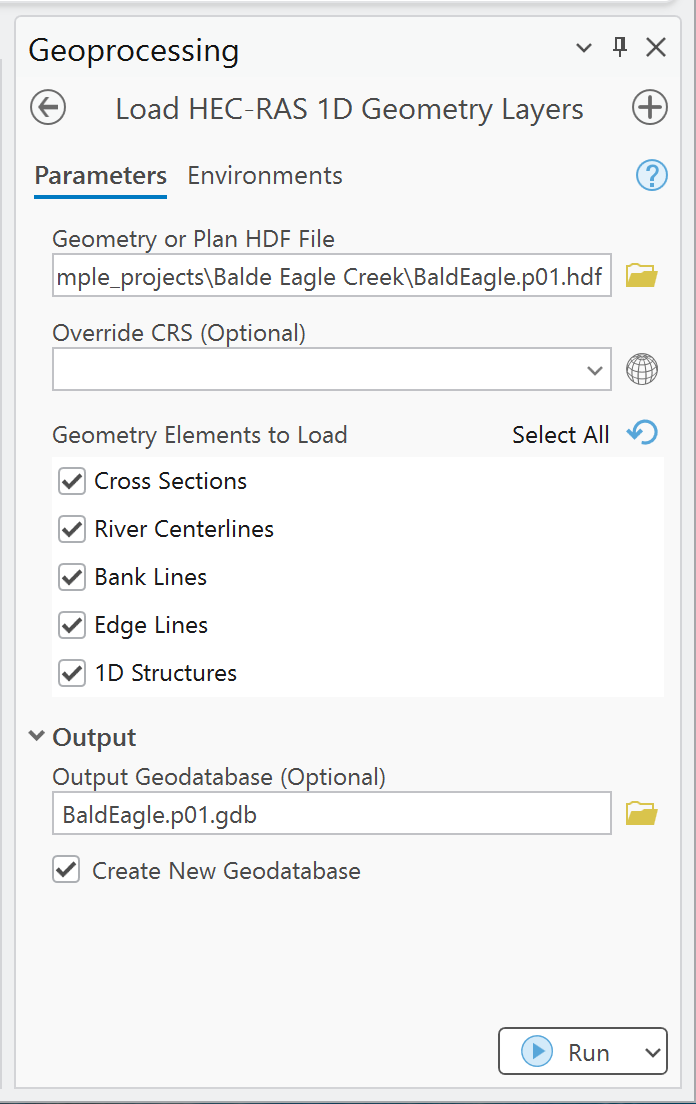 Geoprocessing
Load HEC-RAS 1D Geometry Layers
Parameters Environments
Geometry or Plan HDF File
mple_projects\Balde Eagle Creek\BaldEagle.p01.hdf
Override CRS (Optional)
Geometry Elements to Load Select All
Cross Sections
River Centerlines
Bank Lines
Edge Lines
1D Structures
Output
Output Geodatabase (Optional)
BaldEagle.p01.gdb
Create New Geodatabase
Run